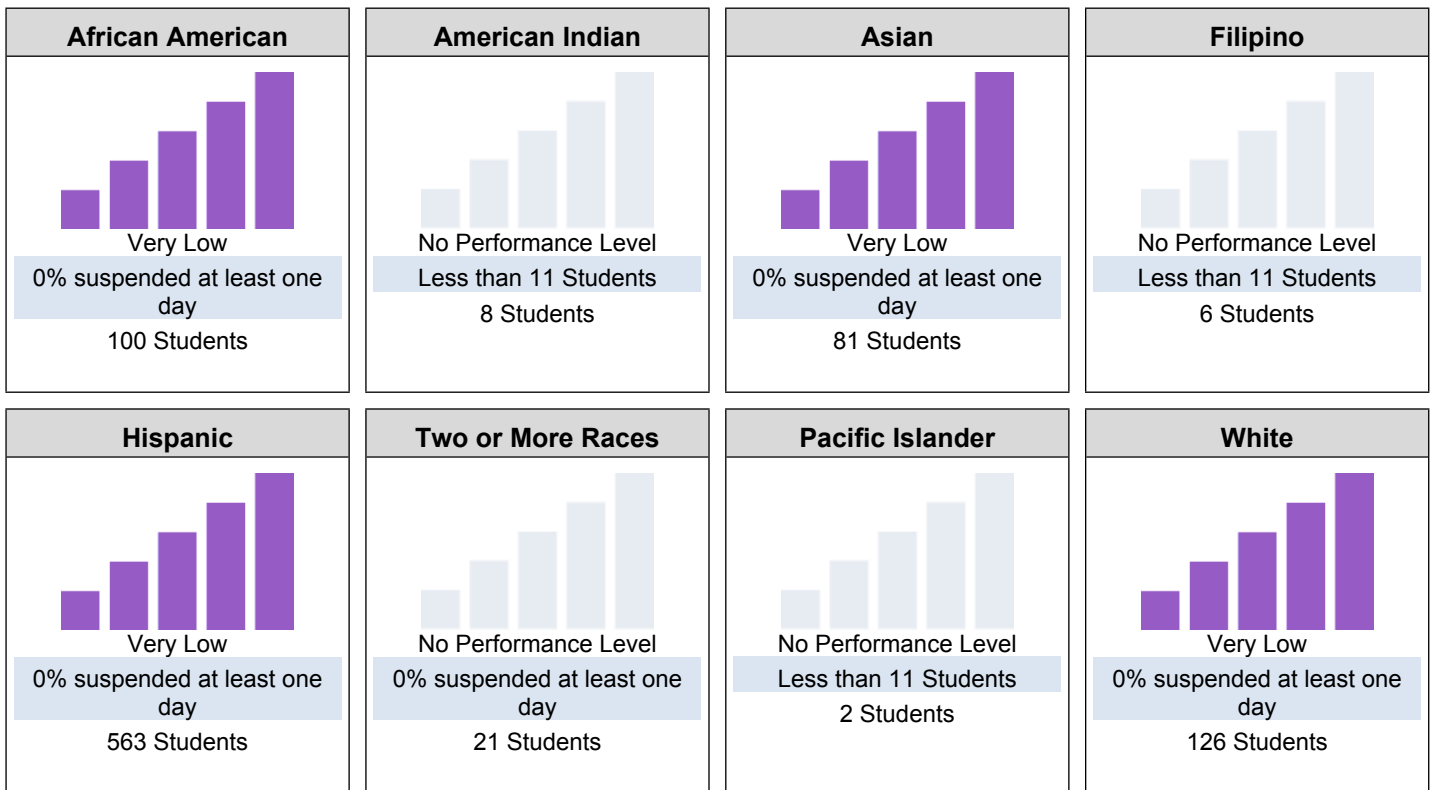 African American
Very Low
0% suspended at least one
day
100 Students
American Indian
No Performance Level
Less than 11 Students
8 Students
Asian
Very Low
0% suspended at least one
day
81 Students
Filipino
No Performance Level
Less than 11 Students
6 Students
Hispanic
Very Low
0% suspended at least one
day
563 Students
Two or More Races
No Performance Level
0% suspended at least one
day
21 Students
Pacific Islander
No Performance Level
Less than 11 Students
2 Students
White
Very Low
0% suspended at least one
day
126 Students